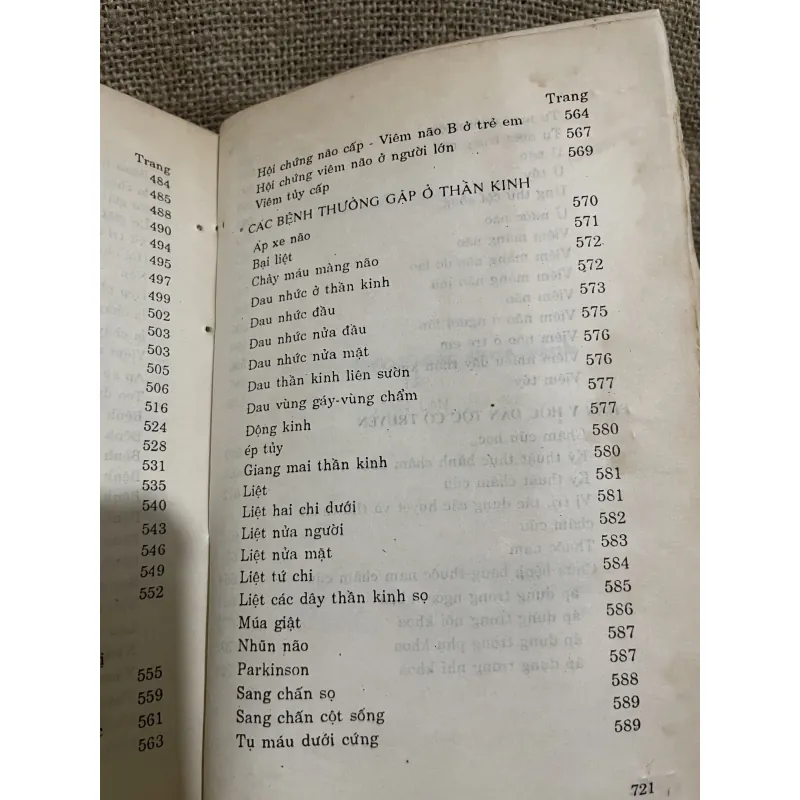 Trang
484
485
488
490
494
495
497
499
502
503
503
505
506
516
524
528
531
535
540
543
546
549
552
555
559
561
563
Trang
Hội chứng não cấp - Viêm não B ở trẻ em 564
Hội chứng viêm não ở người lớn 567
Viêm tủy cấp 569
* CÁC BỆNH THƯỜNG GẶP Ở THẦN KINH
Áp xe não 570
Bại liệt 571
Chảy máu màng não 572
Dau nhức ở thần kinh 572
Dau nhức đầu 573
Dau nhức nửa đầu 575
Dau nhức nửa mặt 576
Dau thần kinh liên sườn 576
Dau vùng gáy-vùng chẩm 577
Động kinh 577
ép tủy 580
Giang mai thần kinh 580
Liệt 581
Liệt hai chi dưới 581
Liệt nửa người 582
Liệt nửa mặt 583
Liệt tứ chi 584
Liệt các dây thần kinh sọ 585
Múa giật 586
Nhũn não 587
Parkinson 587
Sang chấn sọ 588
Sang chấn cột sống 589
Tụ máu dưới cứng 589
721